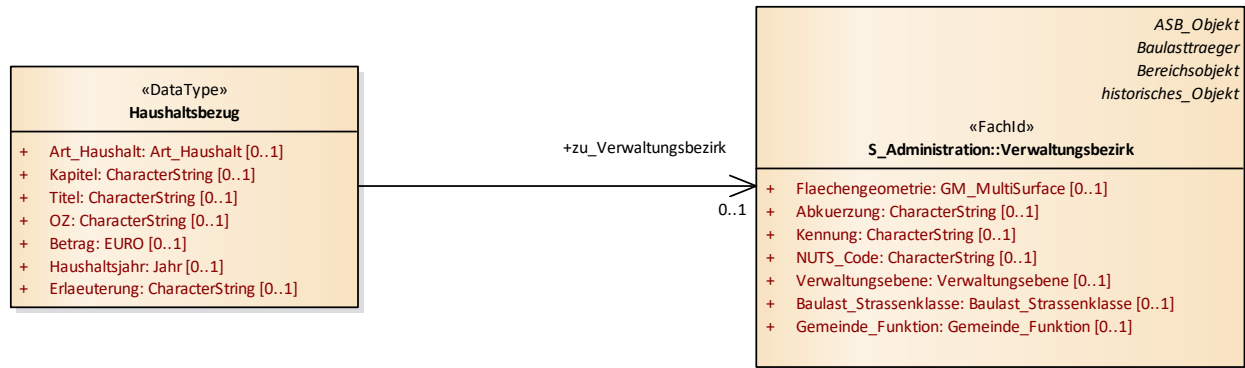 «DataType»
Haushaltsbezug
+ Art_Haushalt: Art_Haushalt [0..1]
+ Kapitel: CharacterString [0..1]
+ Titel: CharacterString [0..1]
+ OZ: CharacterString [0..1]
+ Betrag: EURO [0..1]
+ Haushaltsjahr: Jahr [0..1]
+ Erlaeuterung: CharacterString [0..1]
+zu_Verwaltungsbezirk
0..1
ASB_Objekt
Baulasttraeger
Bereichsobjekt
historisches_Objekt
«FachId»
S_Administration::Verwaltungsbezirk
+ Flaechengeometrie: GM_MultiSurface [0..1]
+ Abkuerzung: CharacterString [0..1]
+ Kennung: CharacterString [0..1]
+ NUTS_Code: CharacterString [0..1]
+ Verwaltungsebene: Verwaltungsebene [0..1]
+ Baulast_Strassenklasse: Baulast_Strassenklasse [0..1]
+ Gemeinde_Funktion: Gemeinde_Funktion [0..1]